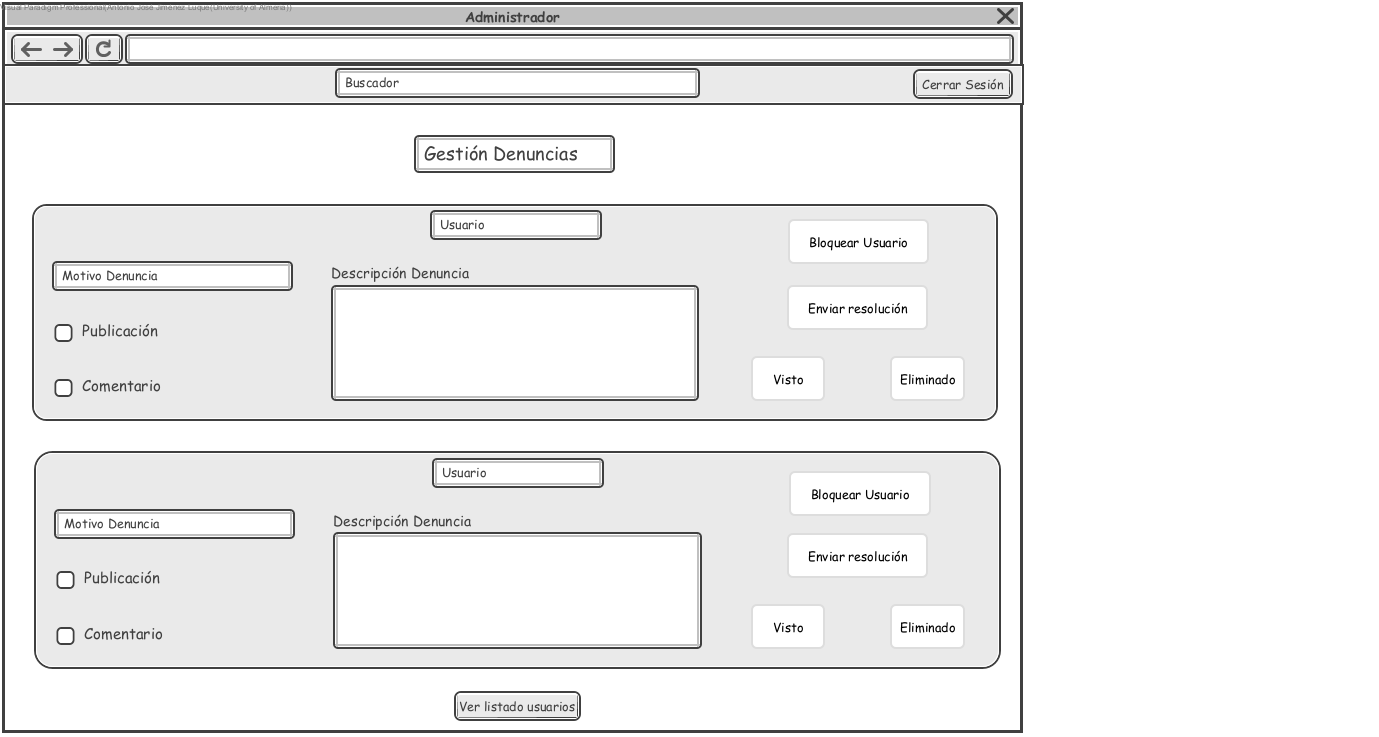 Visual Paradigm Professional(Antonio José Jiménez Luque(University of Almería))
Administrador
Buscador
Cerrar Sesión
Gestión Denuncias
Usuario
Bloquear Usuario
Motivo Denuncia
Descripción Denuncia
Enviar resolución
Publicación
Comentario
Visto
Eliminado
Usuario
Bloquear Usuario
Motivo Denuncia
Descripción Denuncia
Enviar resolución
Publicación
Comentario
Visto
Eliminado
Ver listado usuarios